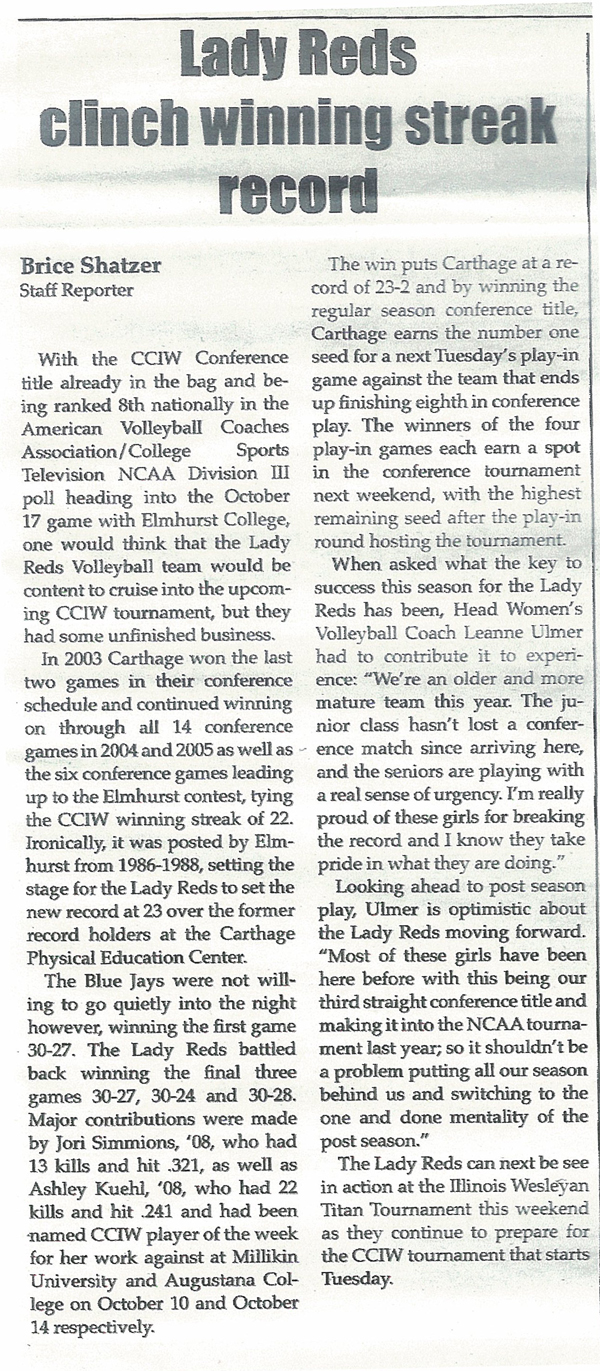 Lady Reds
clinch winning streak
record
Brice Shatzer
Staff Reporter
With the CCIW Conference
title already in the bag and be-
ing ranked 8th nationally in the
American Volleyball Coaches
Association/College Sports
Television NCAA Division III
poll heading into the October
17 game with Elmhurst College,
one would think that the Lady
Reds Volleyball team would be
content to cruise into the upcom-
ing CCIW tournament, but they
had some unfinished business.
In 2003 Carthage won the last
two games in their conference
schedule and continued winning
on through all 14 conference
games in 2004 and 2005 as well as
the six conference games leading
up to the Elmhurst contest, tying
the CCIW winning streak of 22.
Ironically, it was posted by Elm-
hurst from 1986-1988, setting the
stage for the Lady Reds to set the
new record at 23 over the former
record holders at the Carthage
Physical Education Center.
The Blue Jays were not will-
ing to go quietly into the night
however, winning the first game
30-27. The Lady Reds battled
back winning the final three
games 30-27, 30-24 and 30-28.
Major contributions were made
by Jori Simmions, '08, who had
13 kills and hit .321, as well as
Ashley Kuehl, '08, who had 22
kills and hit .241 and had been
named CCIW player of the week
for her work against at Millikin
University and Augustana Col-
lege on October 10 and October
14 respectively.
The win puts Carthage at a re-
cord of 23-2 and by winning the
regular season conference title,
Carthage earns the number one
seed for a next Tuesday's play-in
game against the team that ends
up finishing eighth in conference
play. The winners of the four
play-in games each earn a spot
in the conference tournament
next weekend, with the highest
remaining seed after the play-in
round hosting the tournament.
When asked what the key to
success this season for the Lady
Reds has been, Head Women's
Volleyball Coach Leanne Ulmer
had to contribute it to experi-
ence: "We're an older and more
mature team this year. The ju-
nior class hasn't lost a confer-
ence match since arriving here,
and the seniors are playing with
a real sense of urgency. I'm really
proud of these girls for breaking
the record and I know they take
pride in what they are doing."
Looking ahead to post season
play, Ulmer is optimistic about
the Lady Reds moving forward.
"Most of these girls have been
here before with this being our
third straight conference title and
making it into the NCAA tourna-
ment last year; so it shouldn't be
a problem putting all our season
behind us and switching to the
one and done mentality of the
post season."
The Lady Reds can next be see
in action at the Illinois Wesleyan
Titan Tournament this weekend
as they continue to prepare for
the CCIW tournament that starts
Tuesday.